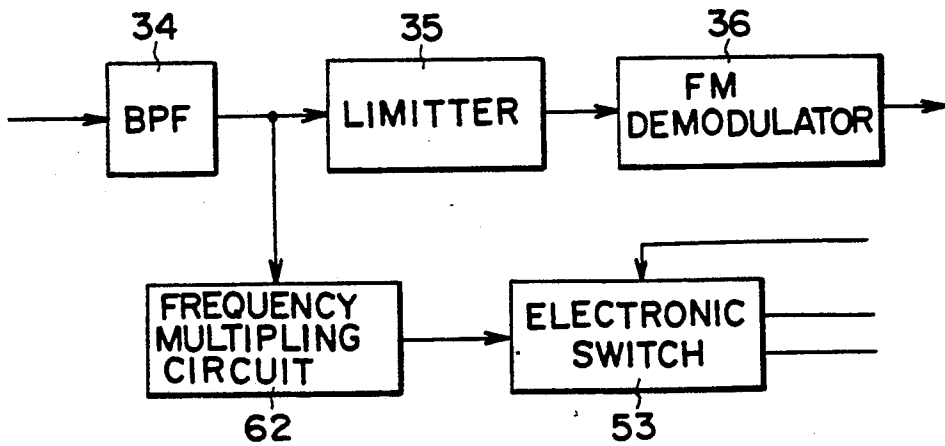 34
35
36
BPF
LIMITTER
FM
DEMODULATOR
FREQUENCY
MULTIPLING
CIRCUIT
ELECTRONIC
SWITCH
62
53